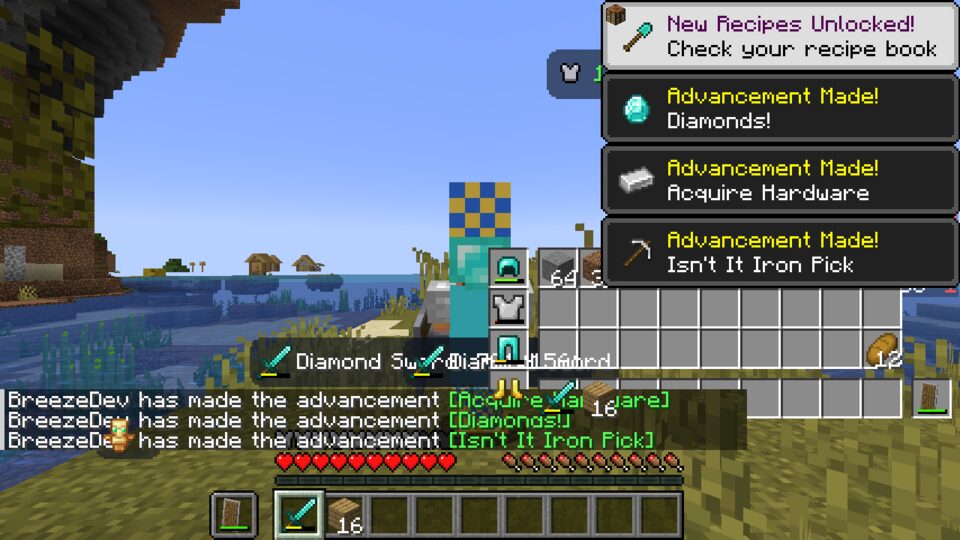 New Recipes Unlocked!
Check your recipe book
Advancement Made!
Diamonds!
Advancement Made!
Acquire Hardware
Advancement Made!
Isn't It Iron Pick
64
12
Diamond
16
BreezeDev has made the advancement [Acquire Hardware]
BreezeDev has made the advancement [Diamonds!]
BreezeDev has made the advancement [Isn't It Iron Pick]
16